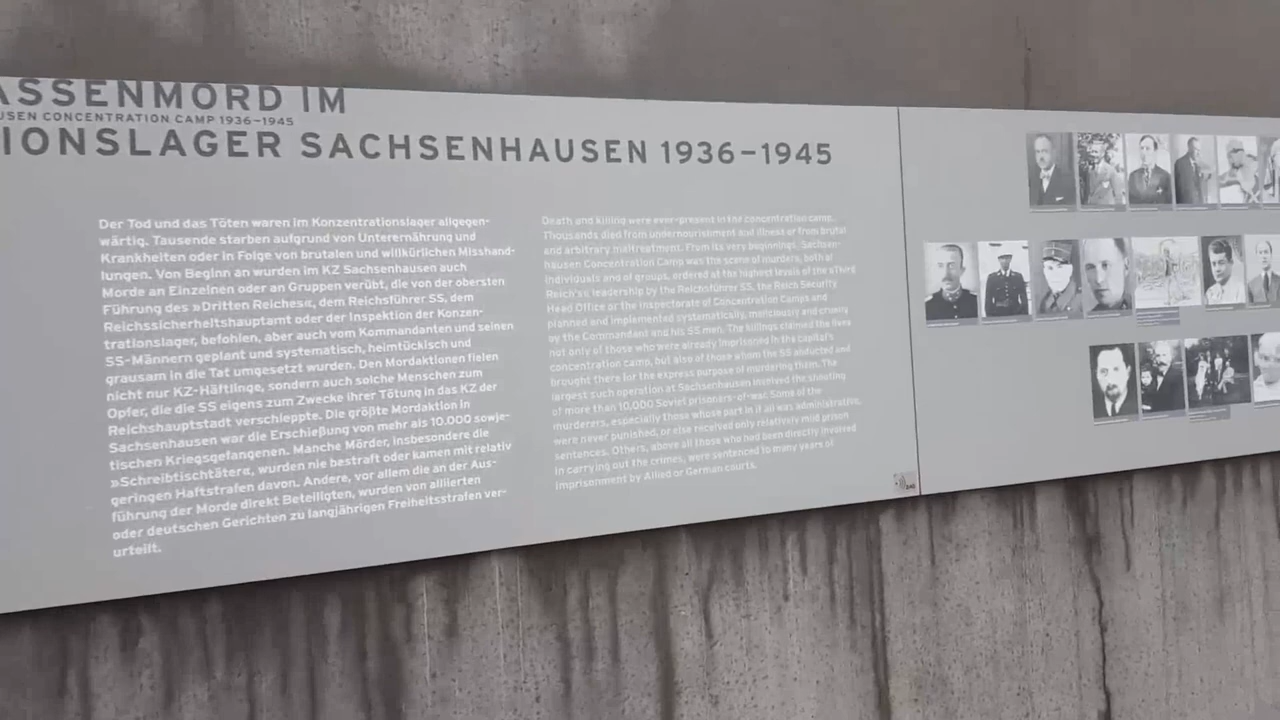 ASSENMORD IM
USEN CONCENTRATION CAMP 1936–1945
IONSLAGER SACHSENHAUSEN 1936–1945
Der Tod und das Töten waren im Konzentrationslager allgegen-
wärtig. Tausende starben aufgrund von Unterernährung und
Krankheiten oder in Folge von brutalen und willkürlichen Misshand-
lungen. Von Beginn an wurden im KZ Sachsenhausen auch
Morde an Einzelnen oder an Gruppen verübt, die von der obersten
Führung des »Dritten Reiches«, dem Reichsführer SS, dem
Reichssicherheitshauptamt oder der Inspektion der Konzen-
trationslager, befohlen, aber auch vom Kommandanten und seinen
SS-Männern geplant und systematisch, heimtückisch und
grausam in die Tat umgesetzt wurden. Den Mordaktionen fielen
nicht nur KZ-Häftlinge, sondern auch solche Menschen zum
Opfer, die die SS eigens zum Zwecke ihrer Tötung in das KZ der
Reichshauptstadt verschleppte. Die größte Mordaktion in
Sachsenhausen war die Erschießung von mehr als 10.000 sowje-
tischen Kriegsgefangenen. Manche Mörder, insbesondere die
»Schreibtischtäter«, wurden nie bestraft oder kamen mit relativ
geringen Haftstrafen davon. Andere, vor allem die an der Aus-
führung der Morde direkt Beteiligten, wurden von alliierten
oder deutschen Gerichten zu langjährigen Freiheitsstrafen ver-
urteilt.
Death and killing were ever-present in the concentration camp.
Thousands died from undernourishment and illness or from brutal
and arbitrary maltreatment. From its very beginnings, Sachsen-
hausen Concentration Camp was the scene of murders, both of
individuals and of groups, ordered at the highest levels of the »Third
Reich's« leadership by the Reichsführer SS, the Reich Security
Head Office or the Inspectorate of Concentration Camps and
planned and implemented systematically, maliciously and cruelly
by the Commandant and his SS men. The killings claimed the lives
not only of those who were already imprisoned in the capital's
concentration camp, but also of those whom the SS abducted and
brought there for the express purpose of murdering them. The
largest such operation at Sachsenhausen involved the shooting
of more than 10,000 Soviet prisoners-of-war. Some of the
murderers, especially those whose part in it all was administrative,
were never punished, or else received only relatively mild prison
sentences. Others, above all those who had been directly involved
in carrying out the crimes, were sentenced to many years of
imprisonment by Allied or German courts.